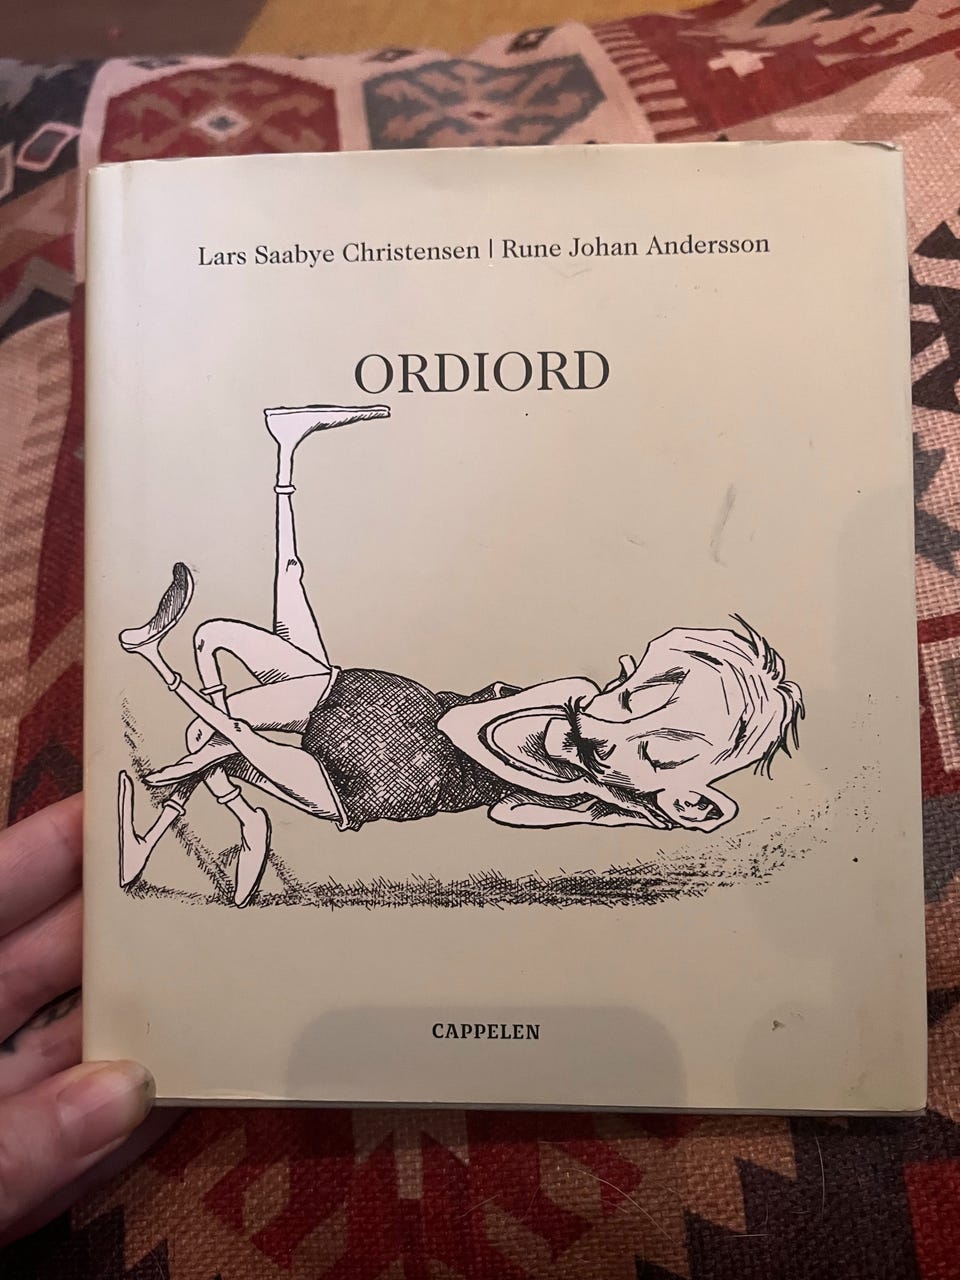 Lars Saabye Christensen | Rune Johan Andersson
ORDIORD
CAPPELEN